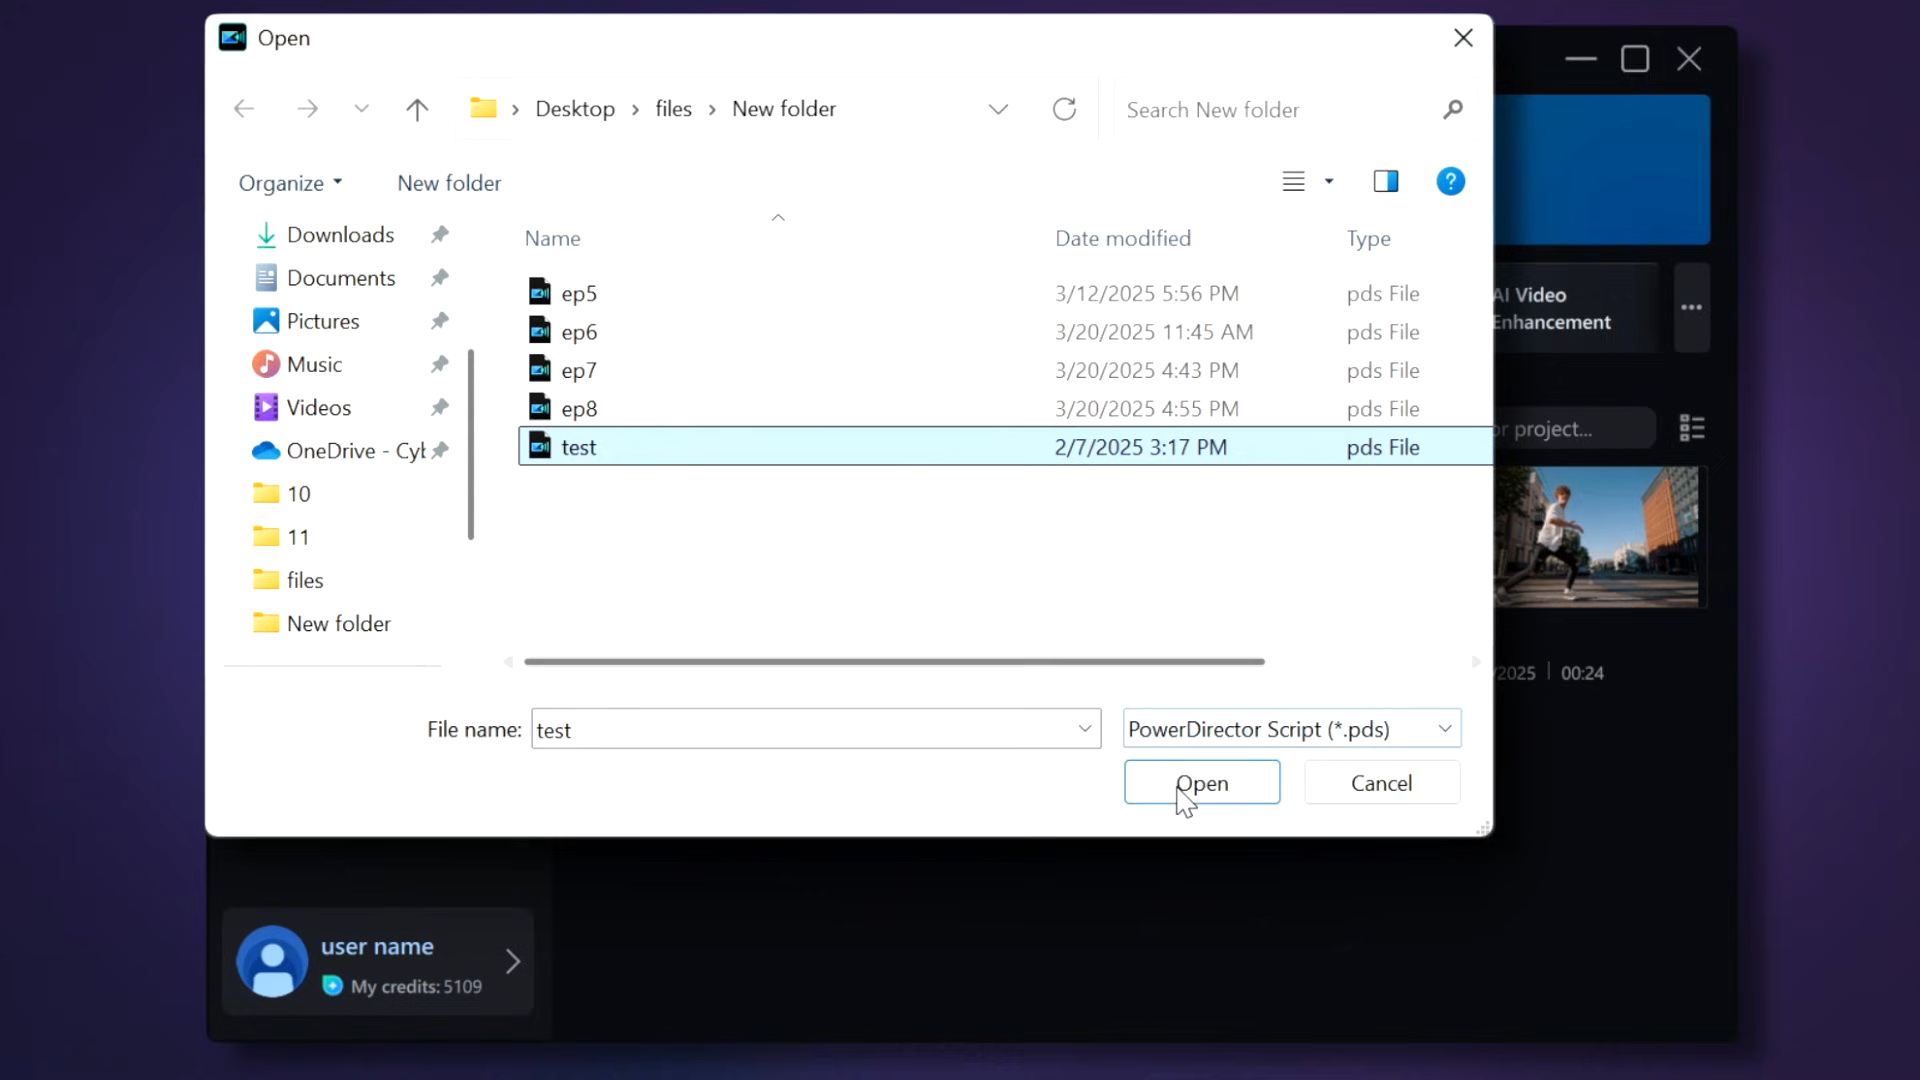 Open
Desktop > files > New folder
Search New folder
Organize
New folder
?
Name
Date modified
Type
Downloads
Documents
Pictures
Music
Videos
OneDrive - Cyb
10
11
files
New folder
ep5 3/12/2025 5:56 PM pds File
ep6 3/20/2025 11:45 AM pds File
ep7 3/20/2025 4:43 PM pds File
ep8 3/20/2025 4:55 PM pds File
test 2/7/2025 3:17 PM pds File
File name: test
PowerDirector Script (*.pds)
Open
Cancel
AI Video
Enhancement
or project...
/2025 | 00:24
user name
My credits: 5109